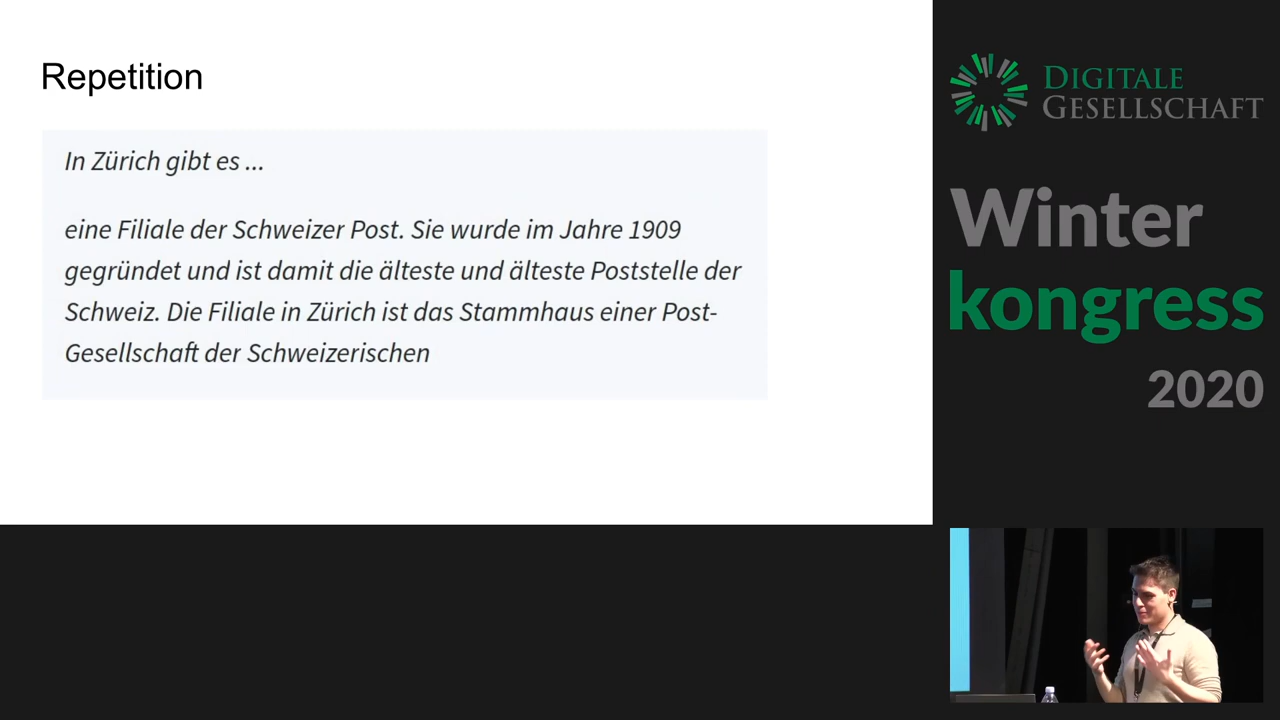 Repetition
In Zürich gibt es ...
eine Filiale der Schweizer Post. Sie wurde im Jahre 1909
gegründet und ist damit die älteste und älteste Poststelle der
Schweiz. Die Filiale in Zürich ist das Stammhaus einer Post-
Gesellschaft der Schweizerischen
DIGITALE
GESELLSCHAFT
Winter
kongress
2020